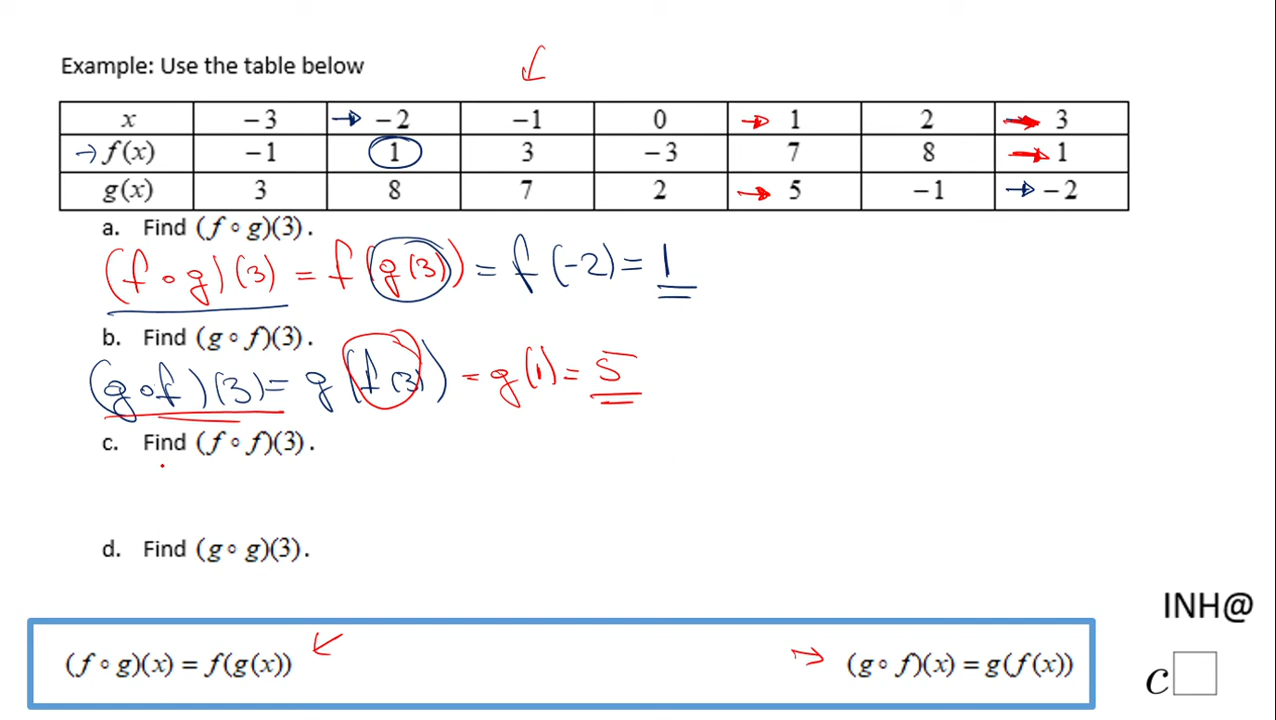 Example: Use the table below
x −3 → −2 −1 0 → 1 2 → 3
→ f(x) −1 1 3 −3 7 8 → 1
g(x) 3 8 7 2 → 5 −1 → −2
a. Find (f ∘ g)(3).
(f ∘ g)(3) = f(g(3)) = f(-2) = 1
b. Find (g ∘ f)(3).
(g ∘ f)(3) = g(f(3)) = g(1) = 5
c. Find (f ∘ f)(3).
d. Find (g ∘ g)(3).
INH@
(f ∘ g)(x) = f(g(x)) → (g ∘ f)(x) = g(f(x))
c